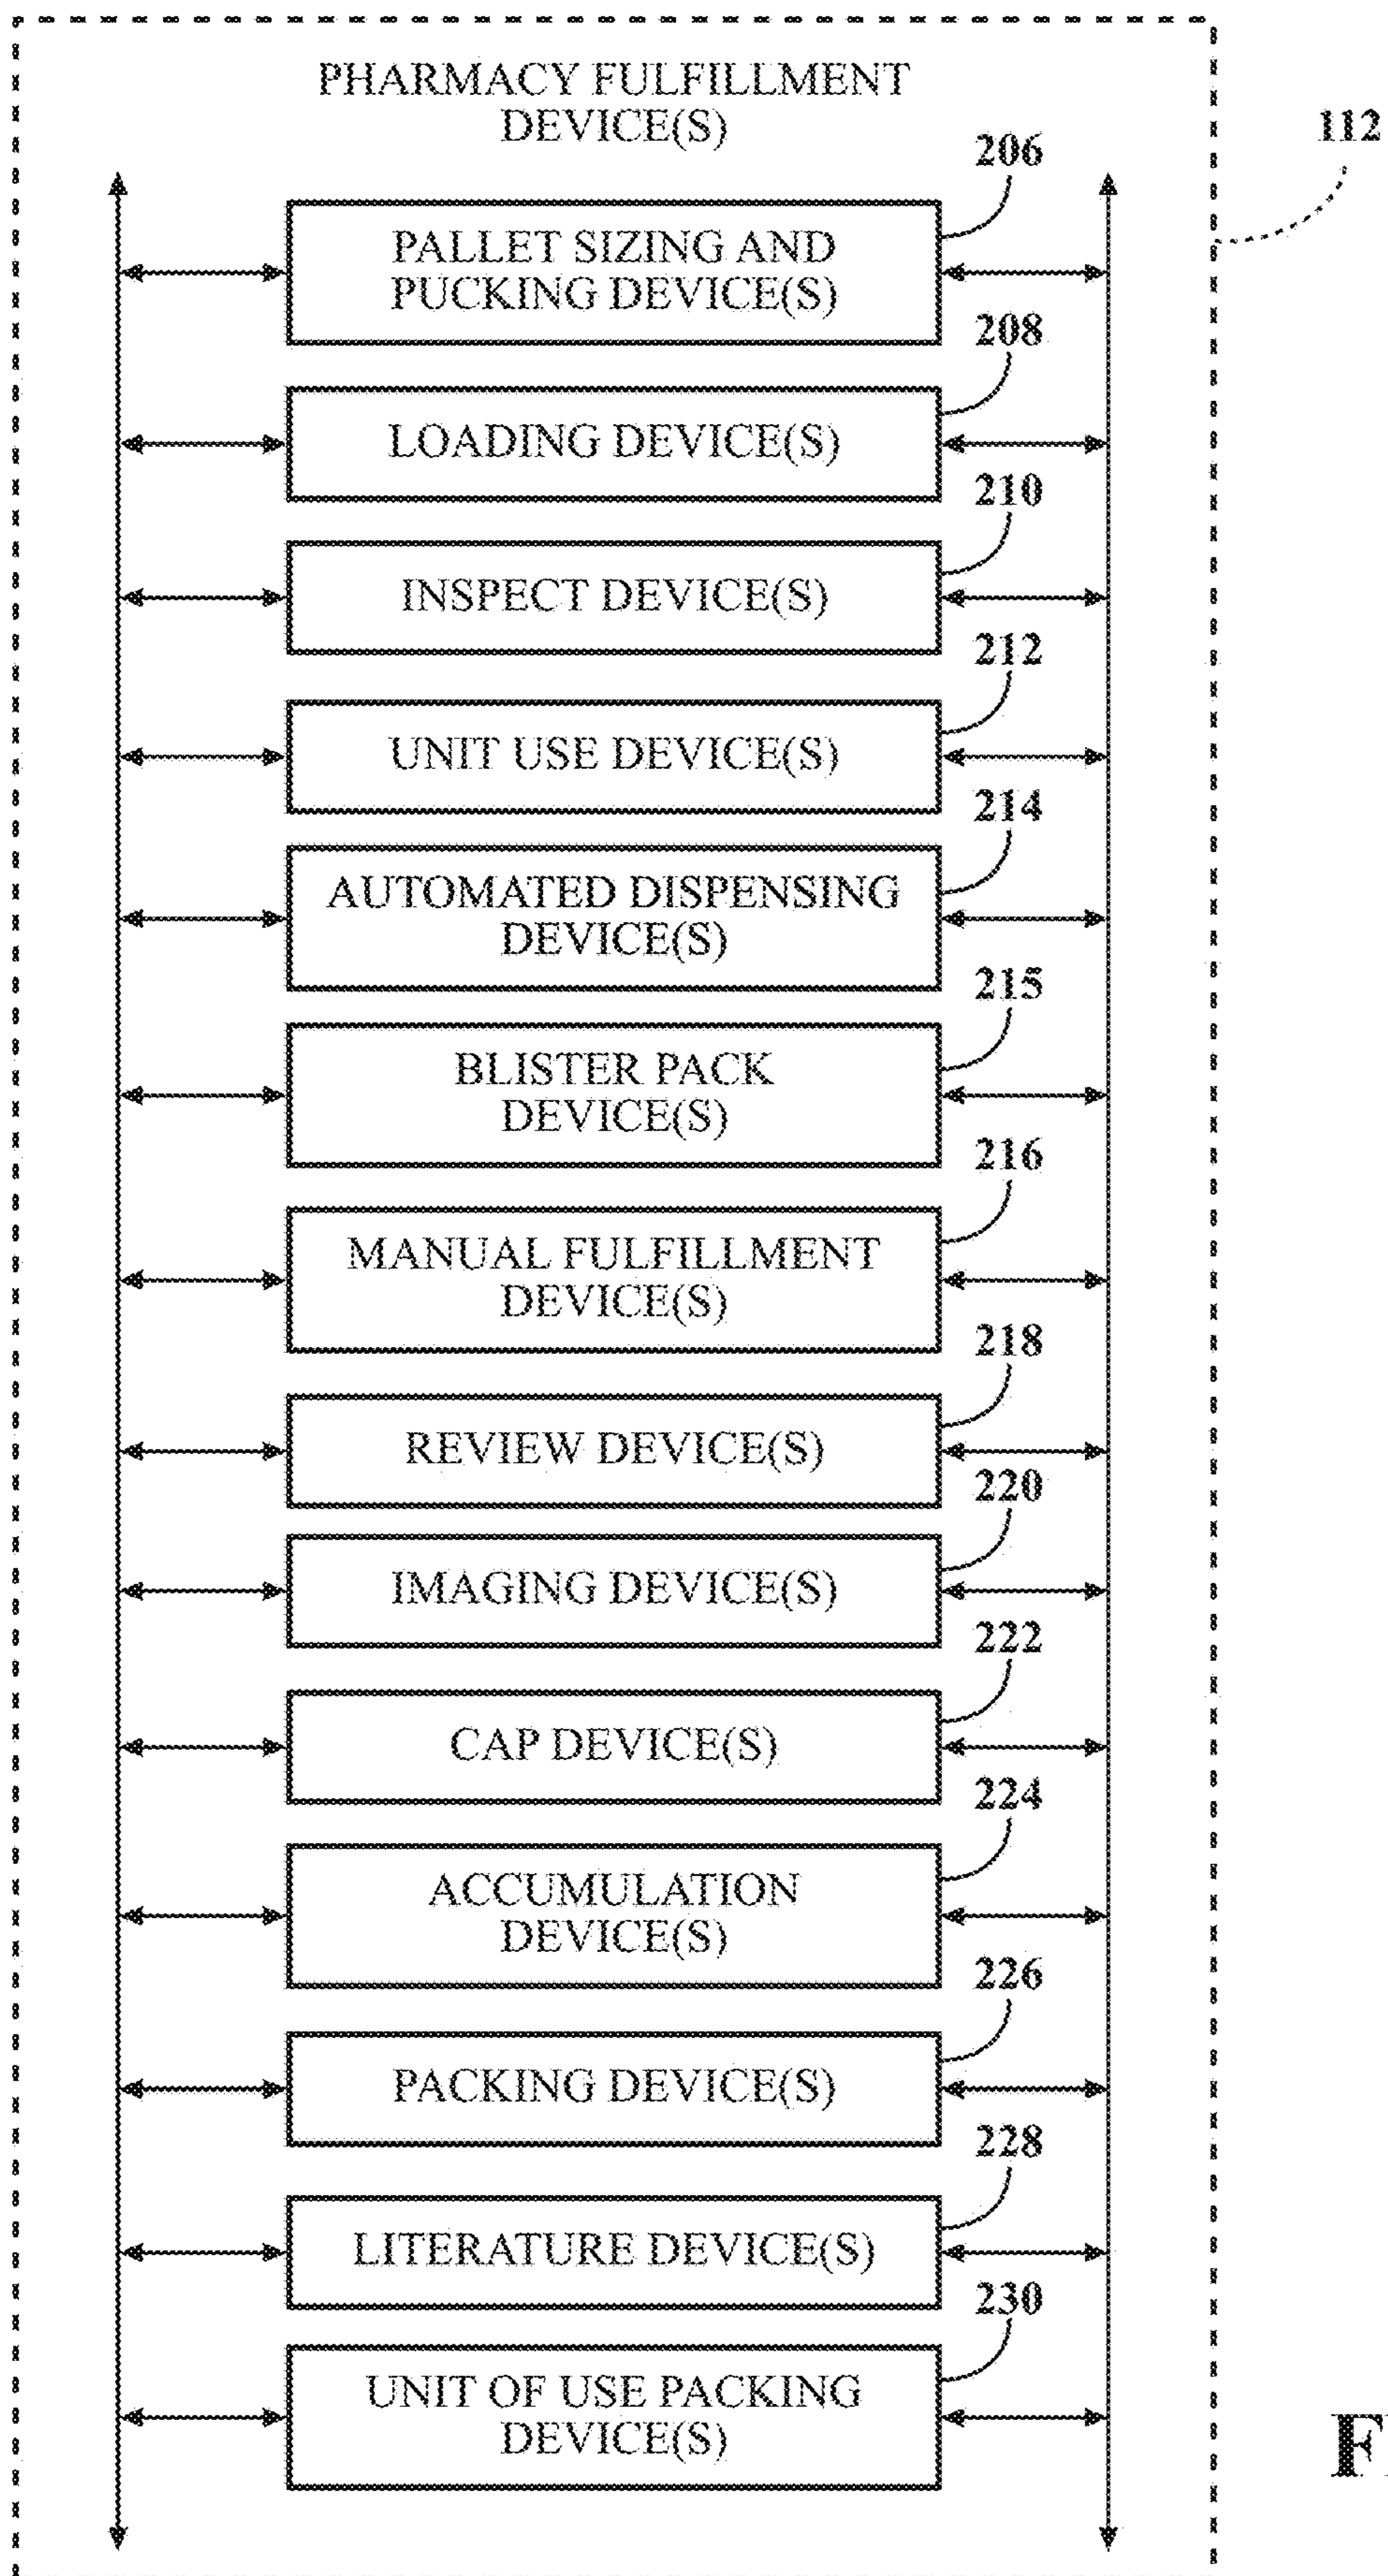 PHARMACY FULFILLMENT
DEVICE(S)
112
206
PALLET SIZING AND
PUCKING DEVICE(S)
208
LOADING DEVICE(S)
210
INSPECT DEVICE(S)
212
UNIT USE DEVICE(S)
214
AUTOMATED DISPENSING
DEVICE(S)
215
BLISTER PACK
DEVICE(S)
216
MANUAL FULFILLMENT
DEVICE(S)
218
REVIEW DEVICE(S)
220
IMAGING DEVICE(S)
222
CAP DEVICE(S)
224
ACCUMULATION
DEVICE(S)
226
PACKING DEVICE(S)
228
LITERATURE DEVICE(S)
230
UNIT OF USE PACKING
DEVICE(S)